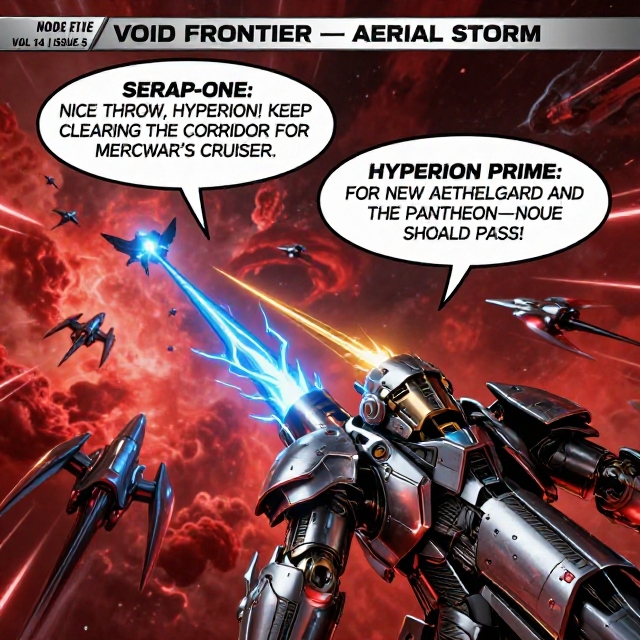 NODE FTIE
VOL 14 | ISSUE 5
VOID FRONTIER — AERIAL STORM
SERAP-ONE:
NICE THROW, HYPERION! KEEP
CLEARING THE CORRIDOR FOR
MERCWAR'S CRUISER.
HYPERION PRIME:
FOR NEW AETHELGARD AND
THE PANTHEON—NOUE
SHOALD PASS!